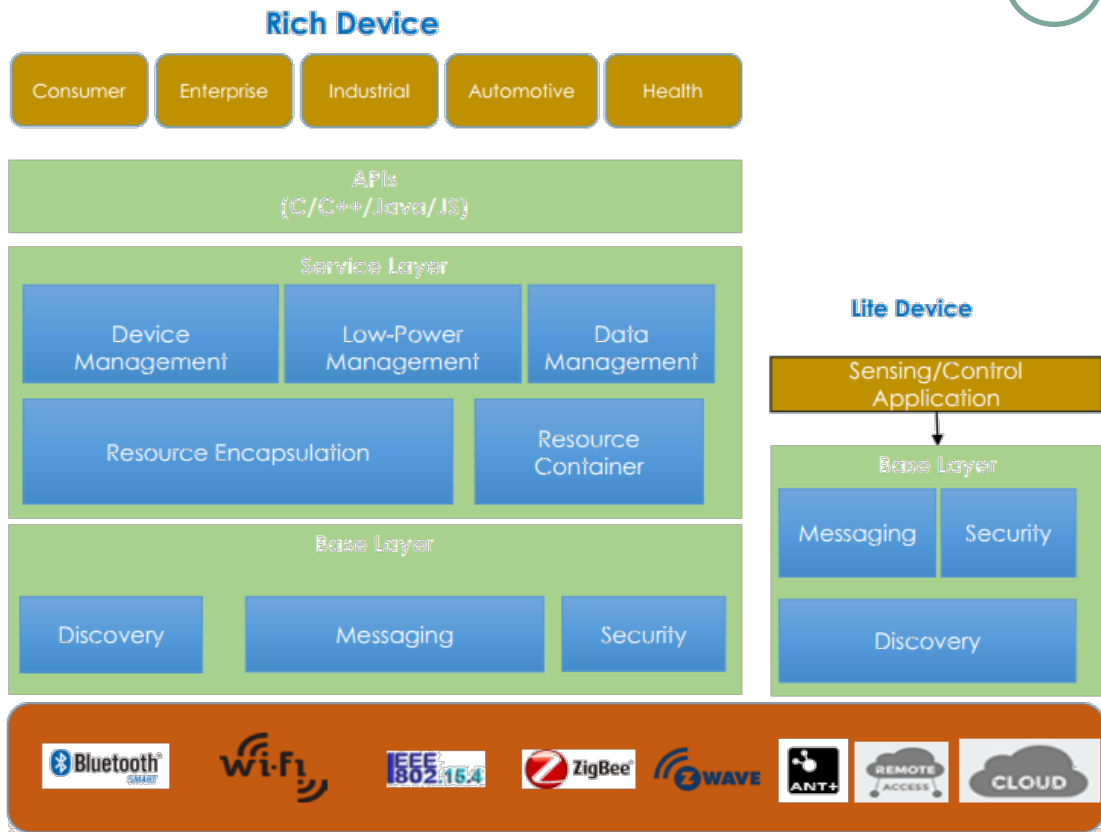 Rich Device
Consumer
Enterprise
Industrial
Automotive
Health
APIs
(C/C++/Java/JS)
Service Layer
Device
Management
Low-Power
Management
Data
Management
Resource Encapsulation
Resource
Container
Base Layer
Discovery
Messaging
Security
Lite Device
Sensing/Control
Application
Base Layer
Messaging
Security
Discovery
Bluetooth®
SMART
Wi-Fi
IEEE
802.15.4
ZigBee®
Z WAVE
ANT+
REMOTE
ACCESS
CLOUD